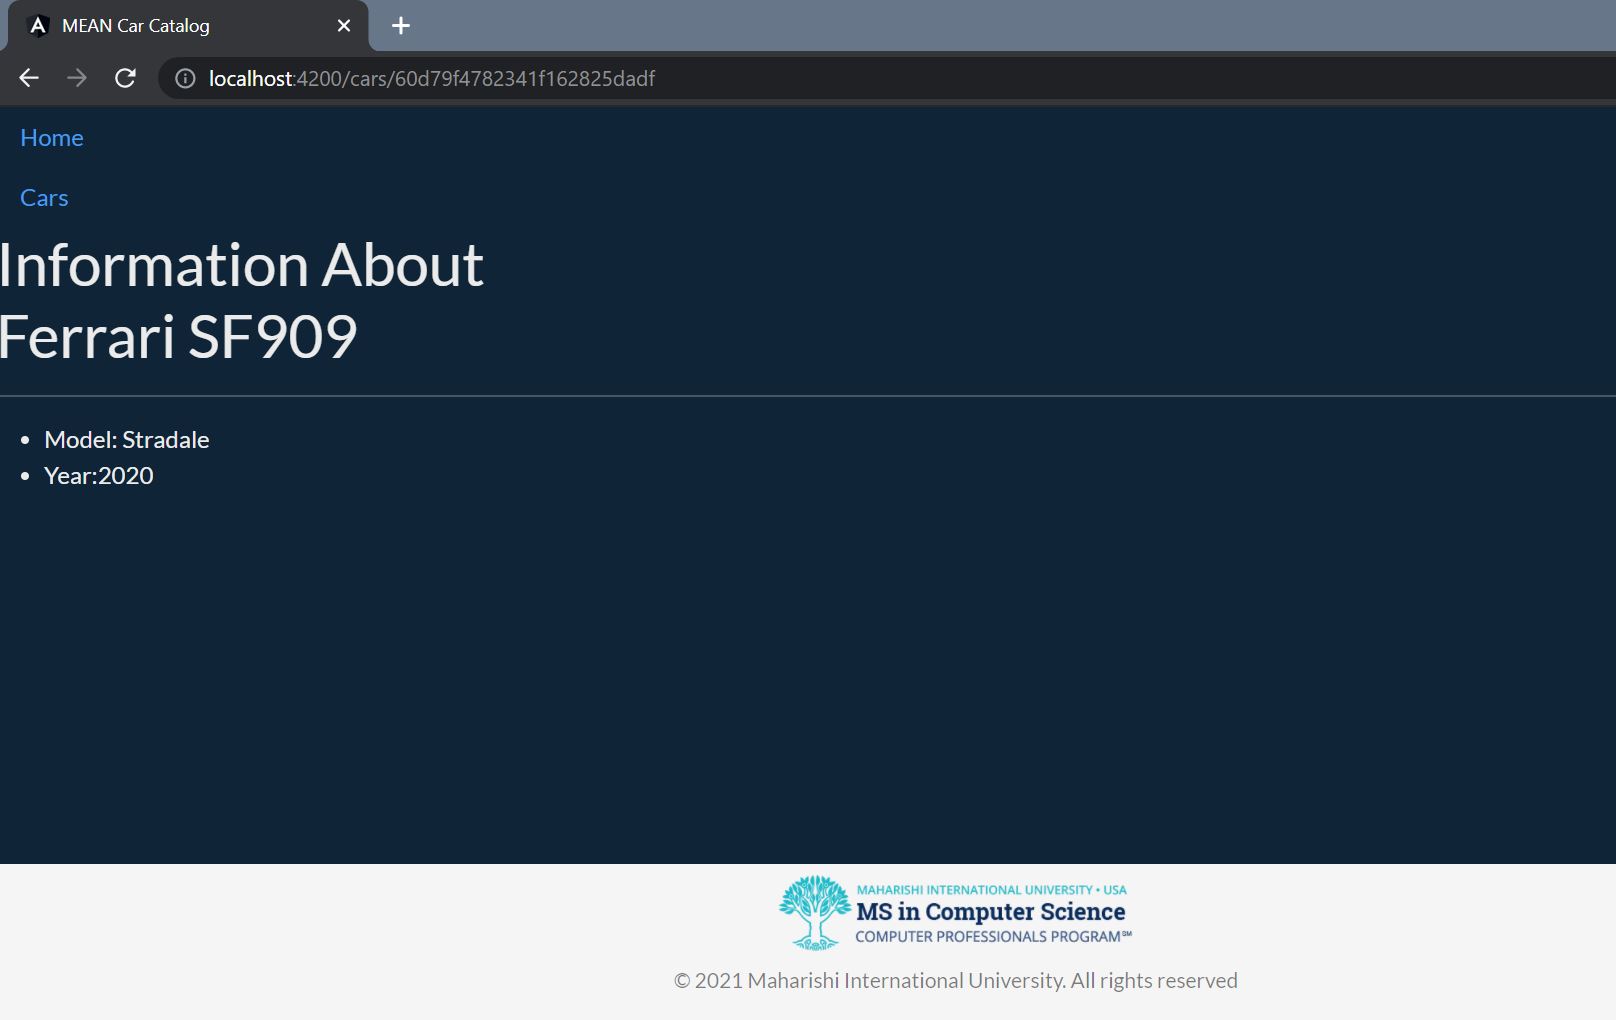 MEAN Car Catalog
localhost:4200/cars/60d79f4782341f162825dadf
Home
Cars
Information About
Ferrari SF909
Model: Stradale
Year:2020
MAHARISHI INTERNATIONAL UNIVERSITY • USA
MS in Computer Science
COMPUTER PROFESSIONALS PROGRAM℠
© 2021 Maharishi International University. All rights reserved